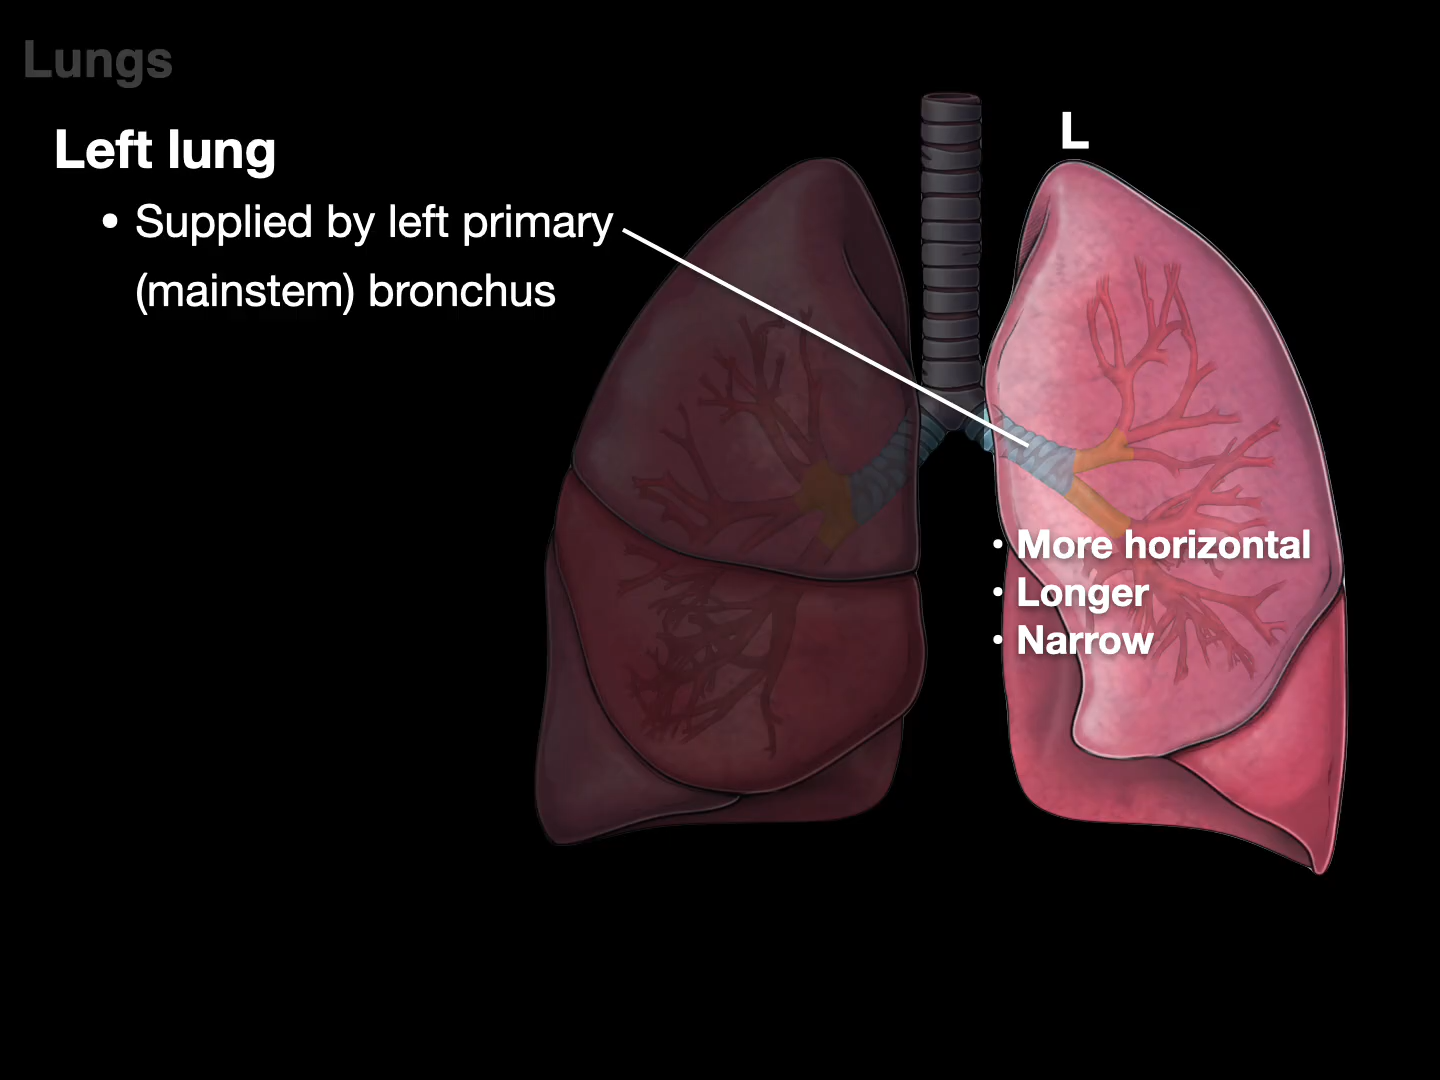 Lungs
Left lung
• Supplied by left primary
(mainstem) bronchus
L
• More horizontal
• Longer
• Narrow